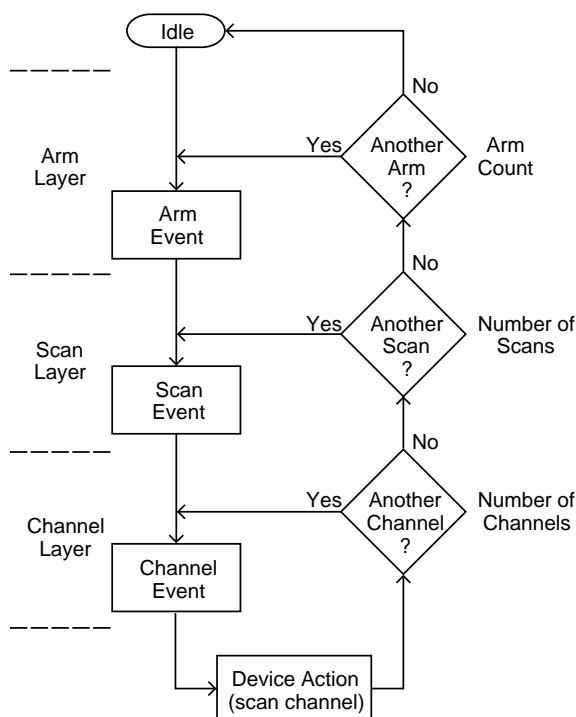 Idle
No
Yes
Another
Arm
?
Arm
Count
Arm
Layer
Arm
Event
No
Yes
Another
Scan
?
Number of
Scans
Scan
Layer
Scan
Event
No
Yes
Another
Channel
?
Number of
Channels
Channel
Layer
Channel
Event
Device Action
(scan channel)